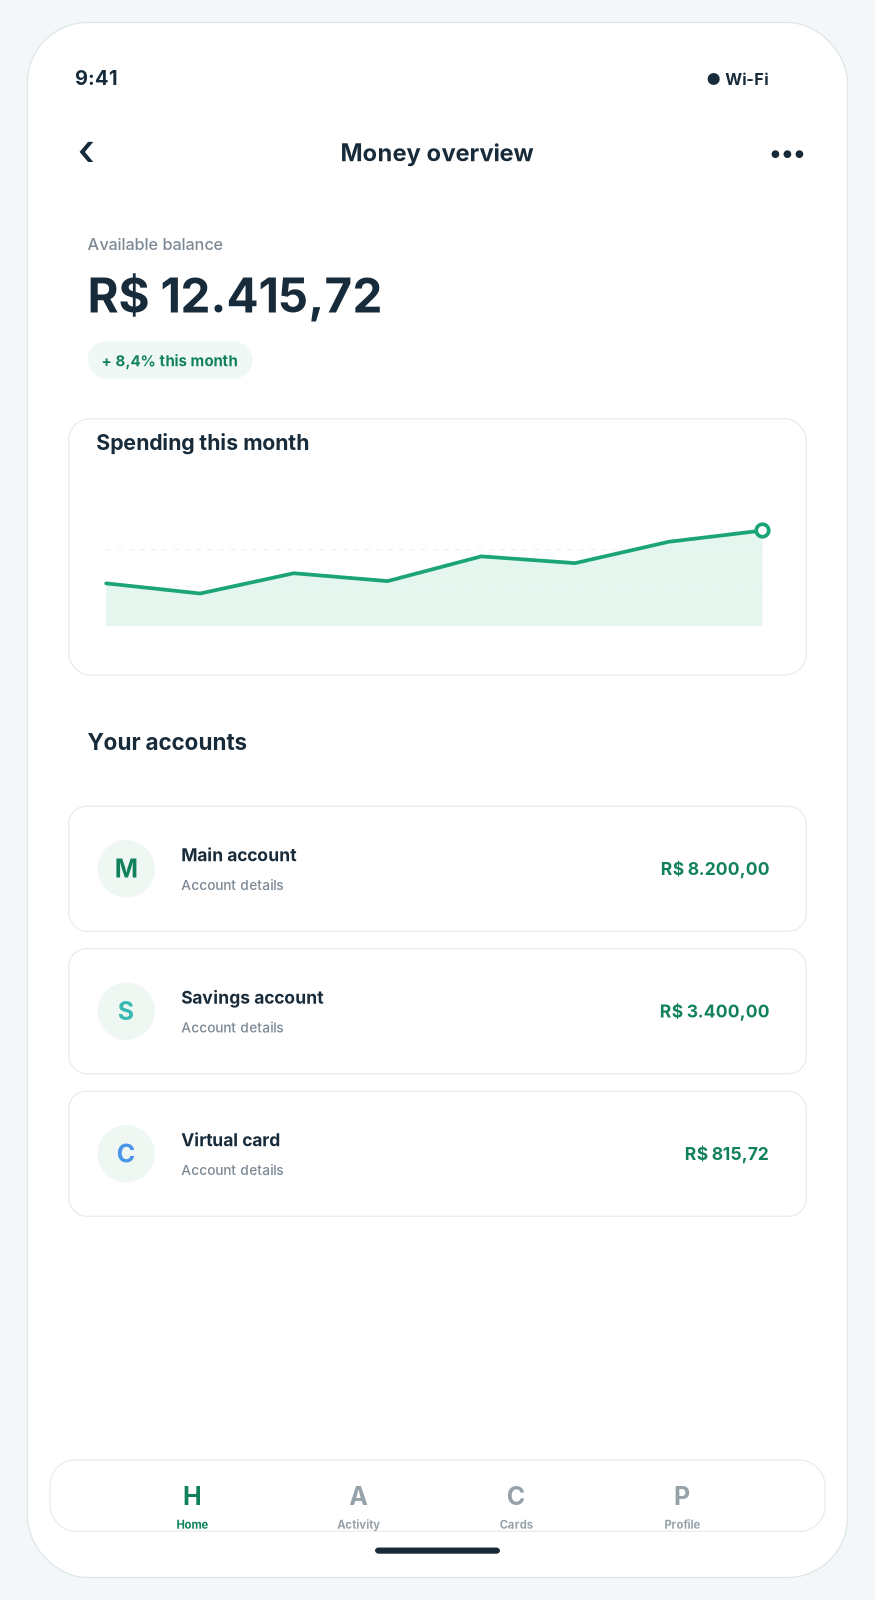 9:41
Wi-Fi
Money overview
Available balance
R$ 12.415,72
+ 8,4% this month
Spending this month
Your accounts
M
Main account
Account details
R$ 8.200,00
S
Savings account
Account details
R$ 3.400,00
C
Virtual card
Account details
R$ 815,72
H A C P
Home Activity Cards Profile